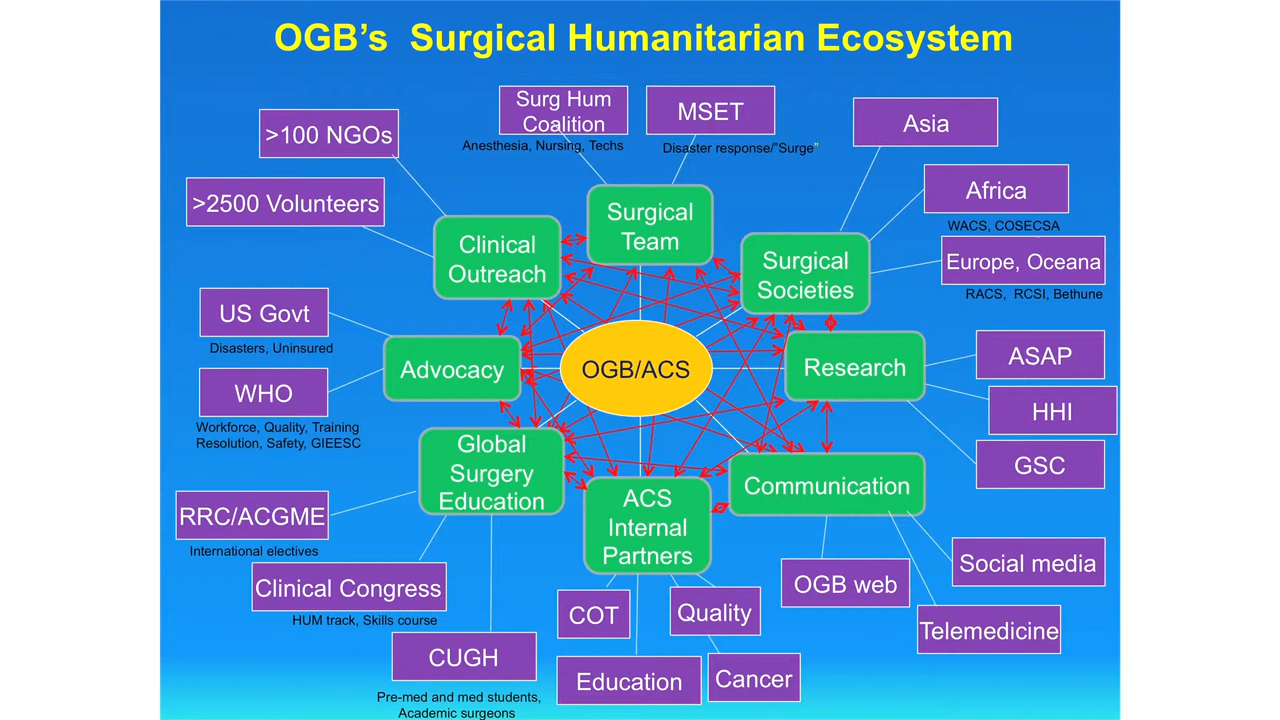 OGB's Surgical Humanitarian Ecosystem
Surg Hum
Coalition
Anesthesia, Nursing, Techs
MSET
Disaster response/"Surge"
Asia
>100 NGOs
>2500 Volunteers
Africa
WACS, COSECSA
Europe, Oceana
RACS, RCSI, Bethune
Surgical
Team
Clinical
Outreach
Surgical
Societies
US Govt
Disasters, Uninsured
WHO
Workforce, Quality, Training
Resolution, Safety, GIEESC
Advocacy
OGB/ACS
Research
ASAP
HHI
GSC
Global
Surgery
Education
ACS
Internal
Partners
Communication
RRC/ACGME
International electives
Clinical Congress
HUM track, Skills course
CUGH
Pre-med and med students,
Academic surgeons
COT
Quality
Education
Cancer
OGB web
Social media
Telemedicine